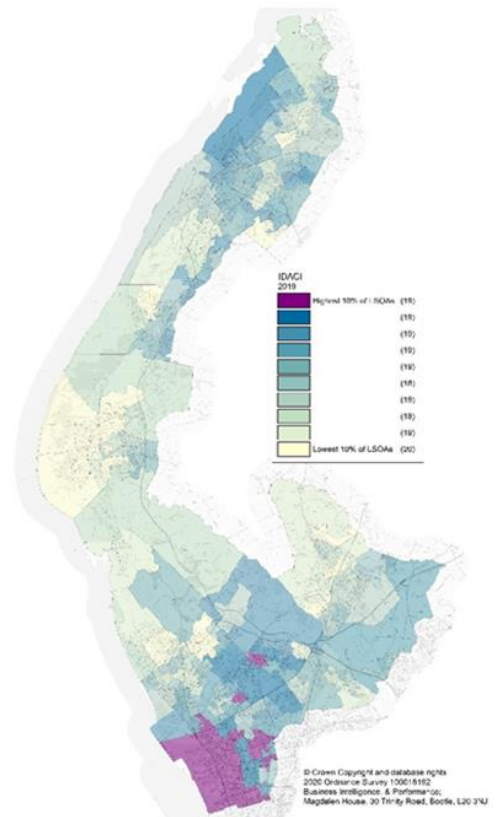 IDACI
2019
Highest 10% of LSOAs (19)
(19)
(19)
(19)
(19)
(18)
(19)
(19)
(19)
Lowest 10% of LSOAs (20)
© Crown Copyright and database rights
2020 Ordnance Survey 100018192
Business Intelligence & Performance;
Magdalen House, 30 Trinity Road, Bootle, L20 3NJ